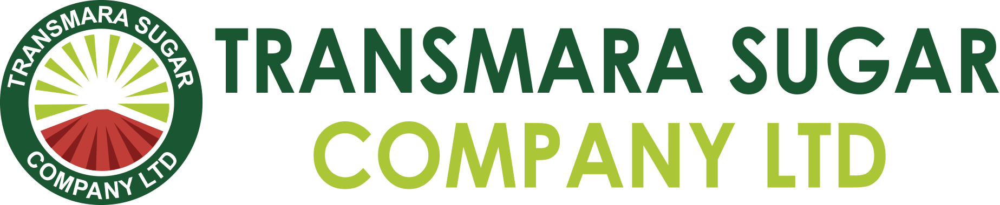 TRANSMARA SUGAR
COMPANY LTD
TRANSMARA SUGAR
COMPANY LTD